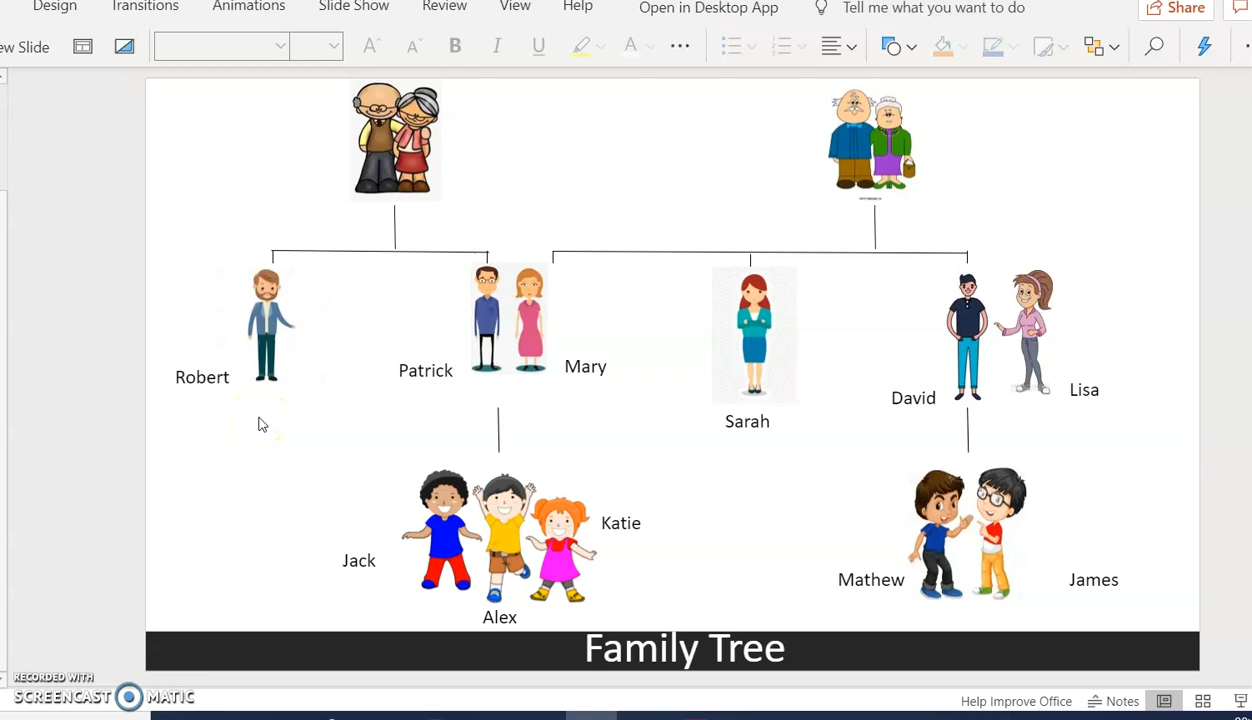 Design Transitions Animations Slide Show Review View Help Open in Desktop App Tell me what you want to do Share
ew Slide B I U A
Robert
Patrick
Mary
Sarah
David
Lisa
Jack
Alex
Katie
Mathew
James
Family Tree
RECORDED WITH
SCREENCAST MATIC
Help Improve Office Notes